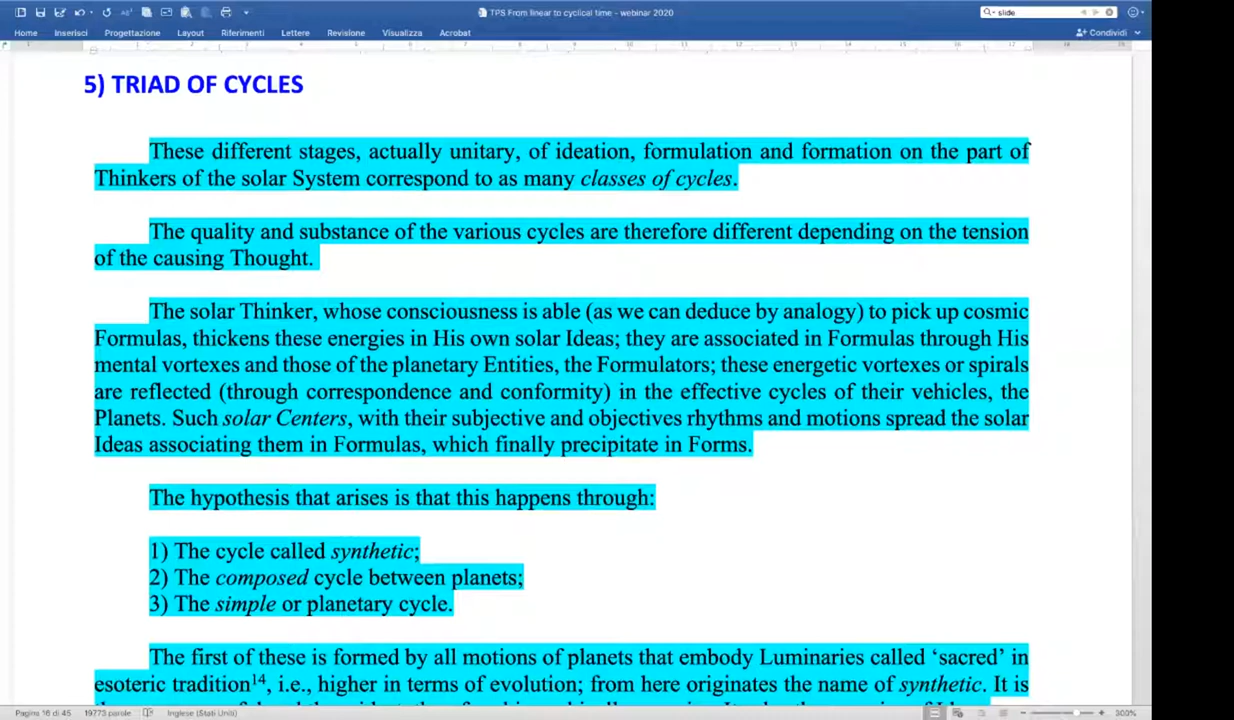 TPS From linear to cyclical time - webinar 2020
slide
Home Inserisci Progettazione Layout Riferimenti Lettere Revisione Visualizza Acrobat
Condividi
5) TRIAD OF CYCLES
These different stages, actually unitary, of ideation, formulation and formation on the part of
Thinkers of the solar System correspond to as many classes of cycles.
The quality and substance of the various cycles are therefore different depending on the tension
of the causing Thought.
The solar Thinker, whose consciousness is able (as we can deduce by analogy) to pick up cosmic
Formulas, thickens these energies in His own solar Ideas; they are associated in Formulas through His
mental vortexes and those of the planetary Entities, the Formulators; these energetic vortexes or spirals
are reflected (through correspondence and conformity) in the effective cycles of their vehicles, the
Planets. Such solar Centers, with their subjective and objectives rhythms and motions spread the solar
Ideas associating them in Formulas, which finally precipitate in Forms.
The hypothesis that arises is that this happens through:
1) The cycle called synthetic;
2) The composed cycle between planets;
3) The simple or planetary cycle.
The first of these is formed by all motions of planets that embody Luminaries called ‘sacred’ in
esoteric tradition14, i.e., higher in terms of evolution; from here originates the name of synthetic. It is
Pagina 16 di 45 19773 parole Inglese (Stati Uniti) 300%